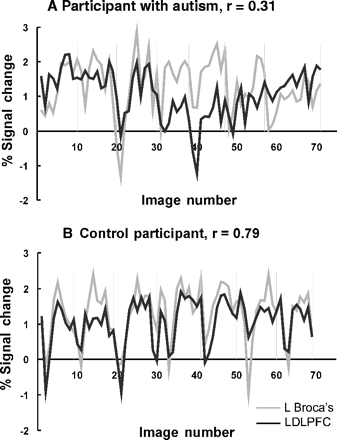 A Participant with autism, r = 0.31
% Signal change
3
2
1
0
-1
-2
10 20 30 40 50 60 70
Image number
B Control participant, r = 0.79
% Signal change
3
2
1
0
-1
-2
10 20 30 40 50 60 70
L Broca's
LDLPFC
Image number